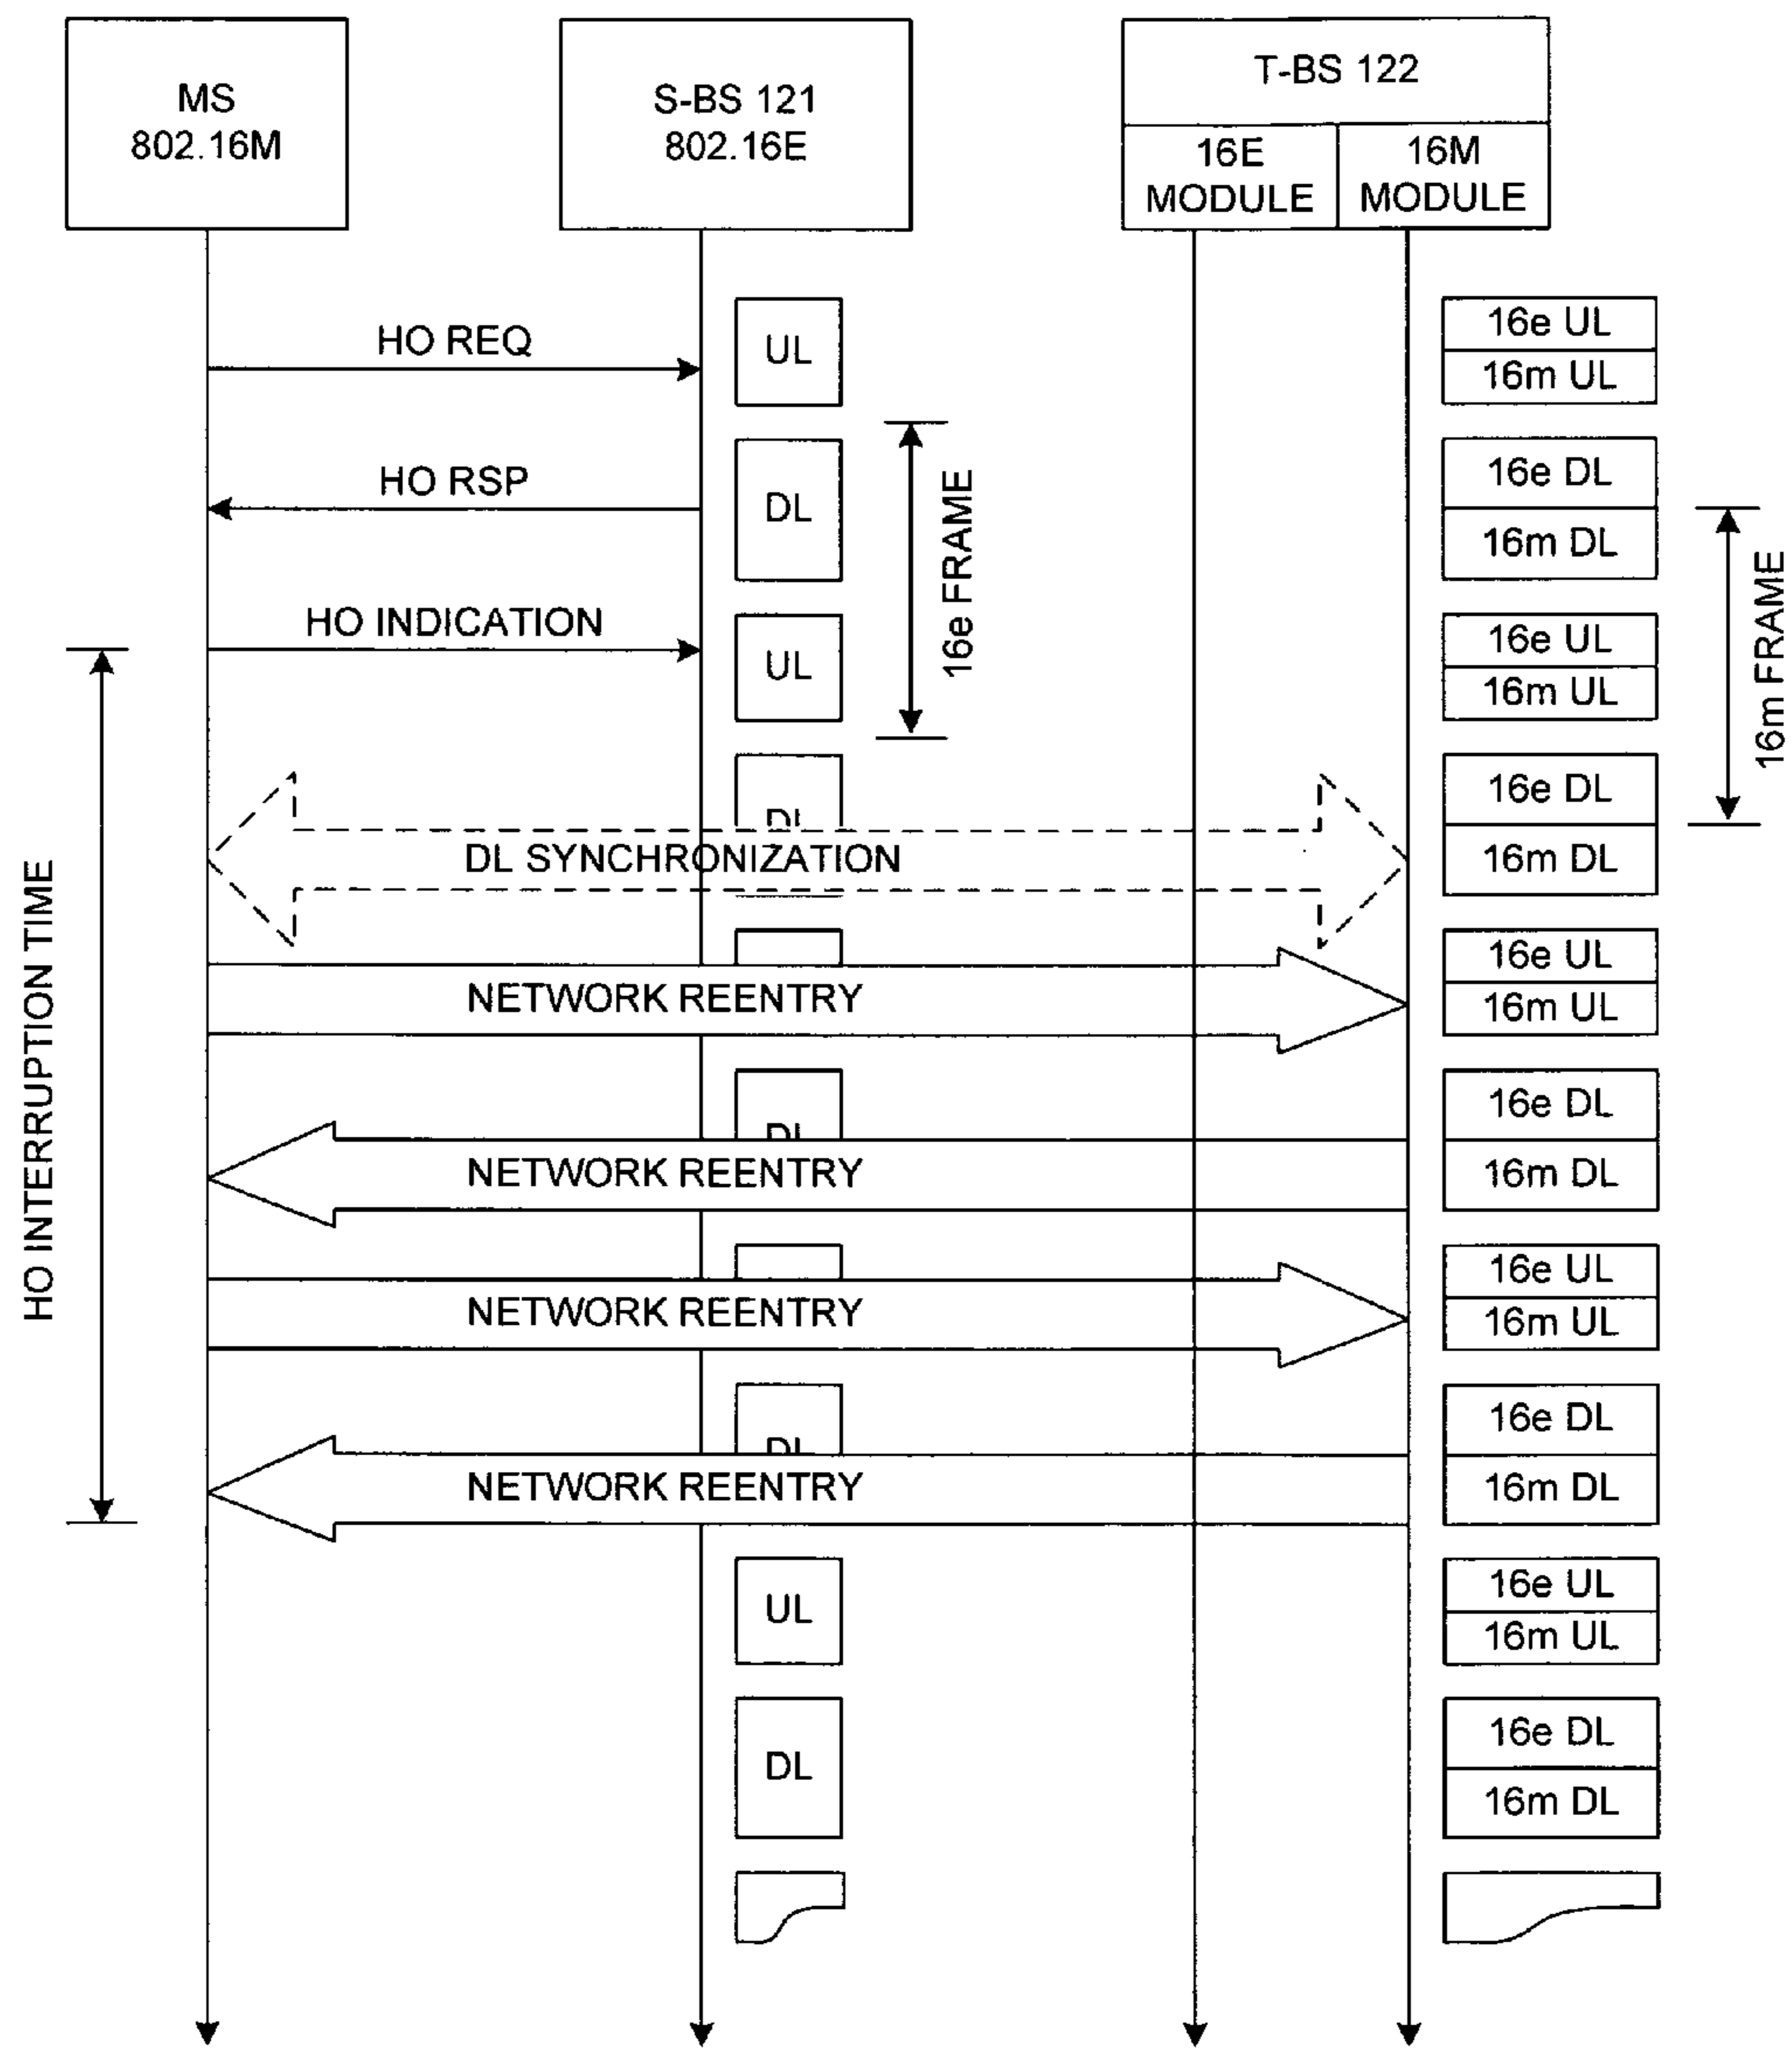 MS
802.16M
S-BS 121
802.16E
T-BS 122
16E
MODULE
16M
MODULE
HO REQ
UL
16e UL
16m UL
HO RSP
DL
16e FRAME
16e DL
16m DL
16m FRAME
HO INDICATION
UL
16e UL
16m UL
HO INTERRUPTION TIME
DL
DL SYNCHRONIZATION
16e DL
16m DL
NETWORK REENTRY
16e UL
16m UL
DL
NETWORK REENTRY
16e DL
16m DL
NETWORK REENTRY
16e UL
16m UL
DL
NETWORK REENTRY
16e DL
16m DL
UL
16e UL
16m UL
DL
16e DL
16m DL